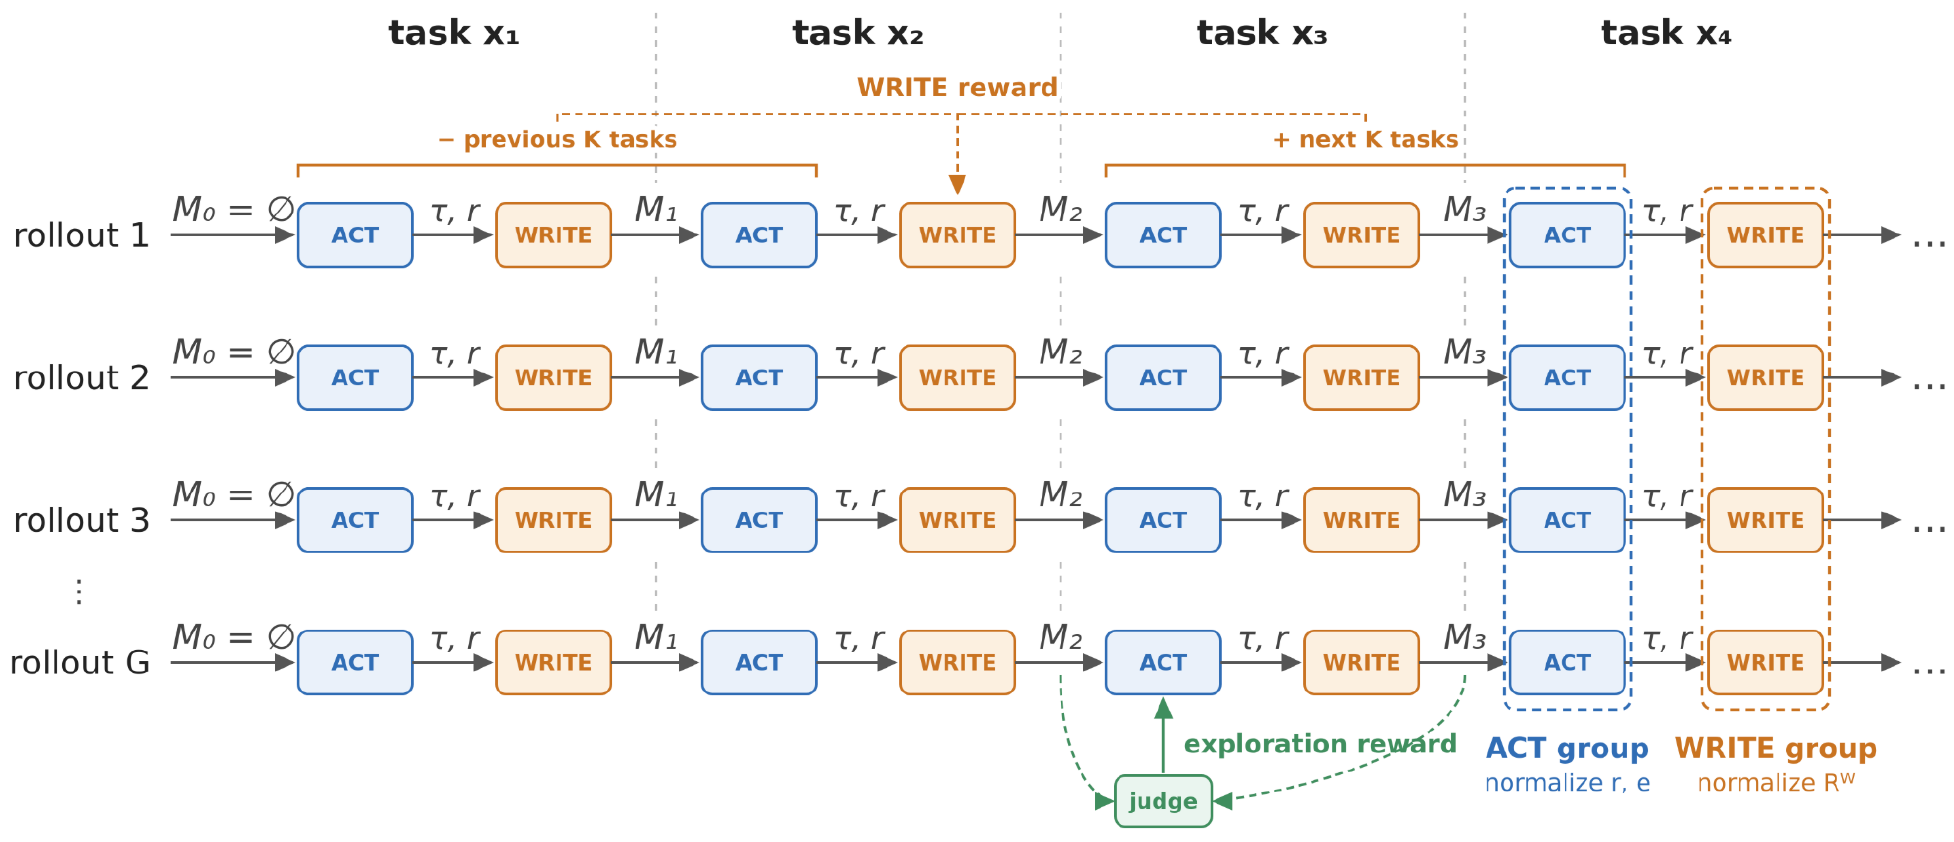 task x₁ task x₂ task x₃ task x₄
WRITE reward
− previous K tasks + next K tasks
M₀ = ∅ τ, r M₁ τ, r M₂ τ, r M₃ τ, r
rollout 1 ACT WRITE ACT WRITE ACT WRITE ACT WRITE ...
M₀ = ∅ τ, r M₁ τ, r M₂ τ, r M₃ τ, r
rollout 2 ACT WRITE ACT WRITE ACT WRITE ACT WRITE ...
M₀ = ∅ τ, r M₁ τ, r M₂ τ, r M₃ τ, r
rollout 3 ACT WRITE ACT WRITE ACT WRITE ACT WRITE ...
⋮
M₀ = ∅ τ, r M₁ τ, r M₂ τ, r M₃ τ, r
rollout G ACT WRITE ACT WRITE ACT WRITE ACT WRITE ...
exploration reward ACT group WRITE group
normalize r, e normalize Rᵂ
judge